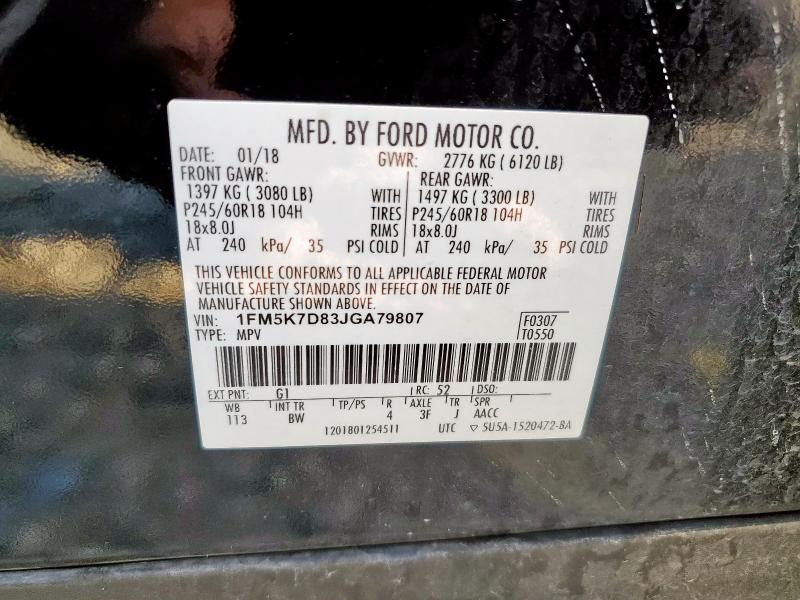 MFD. BY FORD MOTOR CO.
DATE: 01/18 GVWR: 2776 KG ( 6120 LB)
FRONT GAWR: REAR GAWR:
1397 KG ( 3080 LB) WITH 1497 KG ( 3300 LB) WITH
P245/60R18 104H TIRES P245/60R18 104H TIRES
18x8.0J RIMS 18x8.0J RIMS
AT 240 kPa/ 35 PSI COLD AT 240 kPa/ 35 PSI COLD
THIS VEHICLE CONFORMS TO ALL APPLICABLE FEDERAL MOTOR
VEHICLE SAFETY STANDARDS IN EFFECT ON THE DATE OF
MANUFACTURE SHOWN ABOVE.
VIN: 1FM5K7D83JGA79807 F0307
TYPE: MPV T0550
EXT PNT: G1 RC: 52 DSO:
WB INT TR TP/PS R AXLE TR SPR
113 BW 4 3F J AACC
1201801254511 UTC ▽ 5U5A-1520472-BA